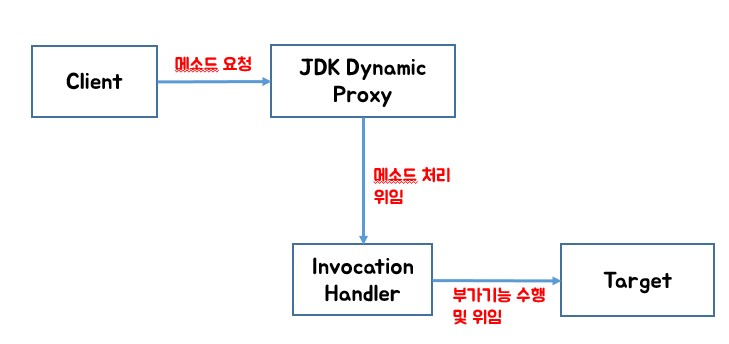 Client
메소드 요청
JDK Dynamic
Proxy
메소드 처리
위임
Invocation
Handler
부가기능 수행
및 위임
Target